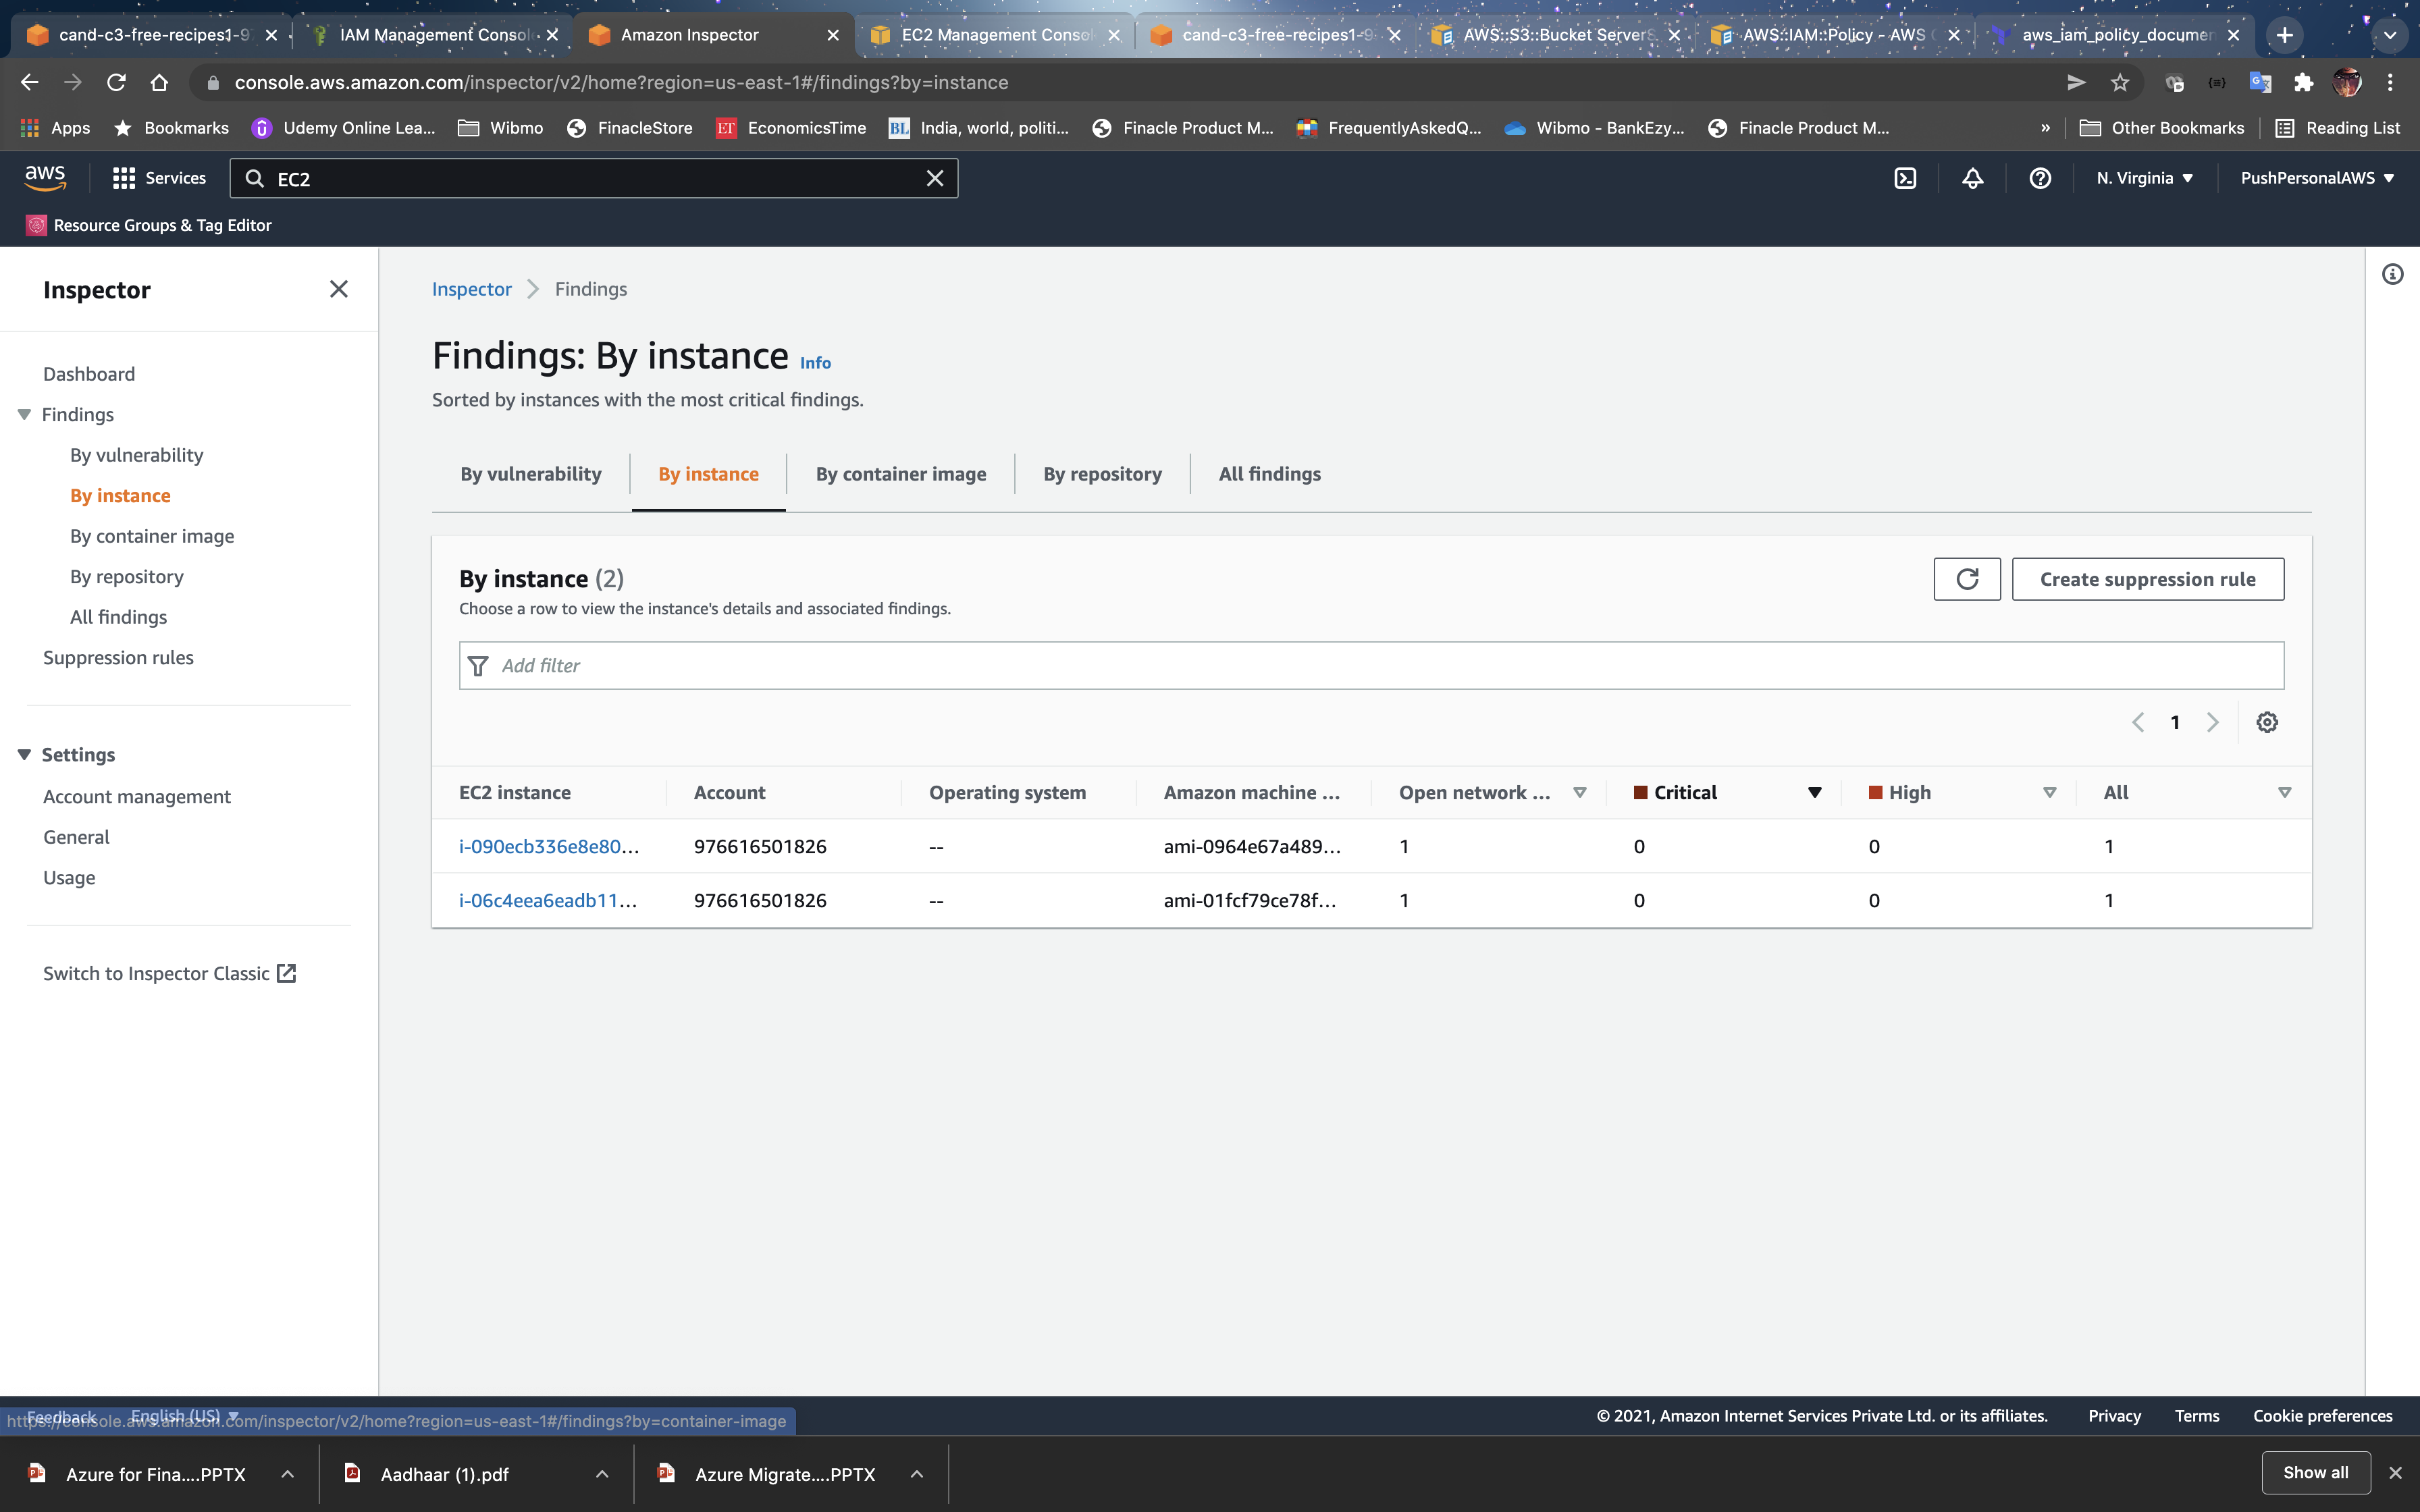 cand-c3-free-recipes1-97
IAM Management Consol
Amazon Inspector
EC2 Management Consol
cand-c3-free-recipes1-9
AWS::S3::Bucket ServerS
AWS::IAM::Policy - AWS
aws_iam_policy_documen
console.aws.amazon.com/inspector/v2/home?region=us-east-1#/findings?by=instance
Apps
Bookmarks
Udemy Online Lea...
Wibmo
FinacleStore
EconomicsTime
India, world, politi...
Finacle Product M...
FrequentlyAskedQ...
Wibmo - BankEzy...
Finacle Product M...
»
Other Bookmarks
Reading List
aws
Services
EC2
N. Virginia
PushPersonalAWS
Resource Groups & Tag Editor
Inspector
Dashboard
Findings
By vulnerability
By instance
By container image
By repository
All findings
Suppression rules
Settings
Account management
General
Usage
Switch to Inspector Classic
Inspector
Findings
Findings: By instance Info
Sorted by instances with the most critical findings.
By vulnerability
By instance
By container image
By repository
All findings
By instance (2)
Choose a row to view the instance's details and associated findings.
Create suppression rule
Add filter
1
EC2 instance Account Operating system Amazon machine ... Open network ... Critical High All
i-090ecb336e8e80... 976616501826 -- ami-0964e67a489... 1 0 0 1
i-06c4eea6eadb11... 976616501826 -- ami-01fcf79ce78f... 1 0 0 1
Feedback English (US)
https://console.aws.amazon.com/inspector/v2/home?region=us-east-1#/findings?by=container-image
© 2021, Amazon Internet Services Private Ltd. or its affiliates. Privacy Terms Cookie preferences
Azure for Fina....PPTX
Aadhaar (1).pdf
Azure Migrate....PPTX
Show all